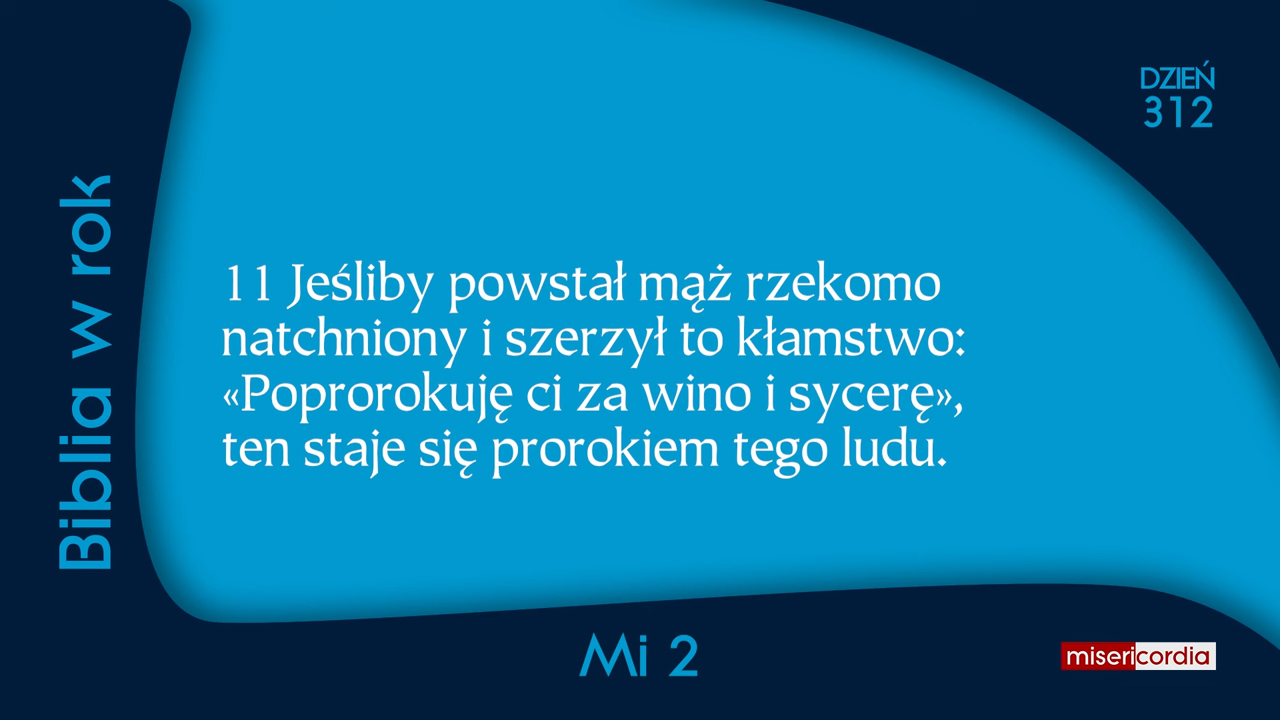 DZIEŃ
312
Biblia w rok
11 Jeśliby powstał mąż rzekomo
natchniony i szerzył to kłamstwo:
«Poprorokuję ci za wino i sycerę»,
ten staje się prorokiem tego ludu.
Mi 2
misericordia